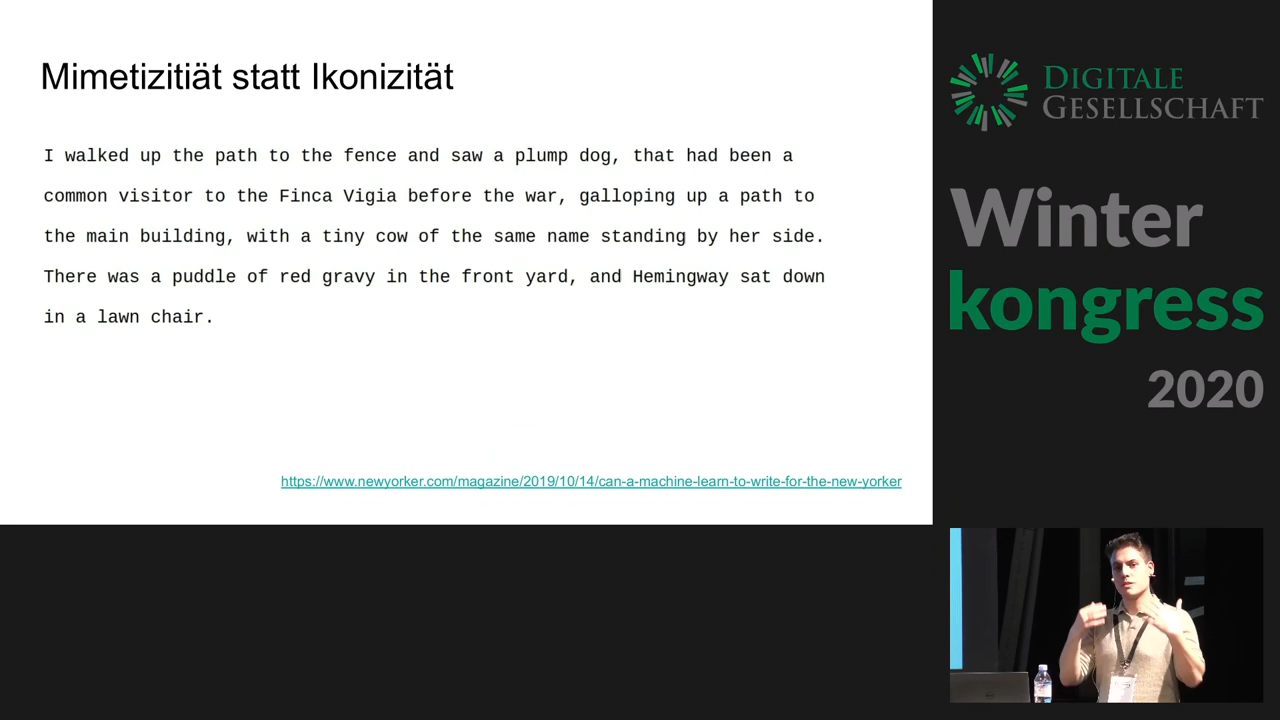 Mimetizitiät statt Ikonizität
I walked up the path to the fence and saw a plump dog, that had been a
common visitor to the Finca Vigia before the war, galloping up a path to
the main building, with a tiny cow of the same name standing by her side.
There was a puddle of red gravy in the front yard, and Hemingway sat down
in a lawn chair.
https://www.newyorker.com/magazine/2019/10/14/can-a-machine-learn-to-write-for-the-new-yorker
DIGITALE
GESELLSCHAFT
Winter
kongress
2020